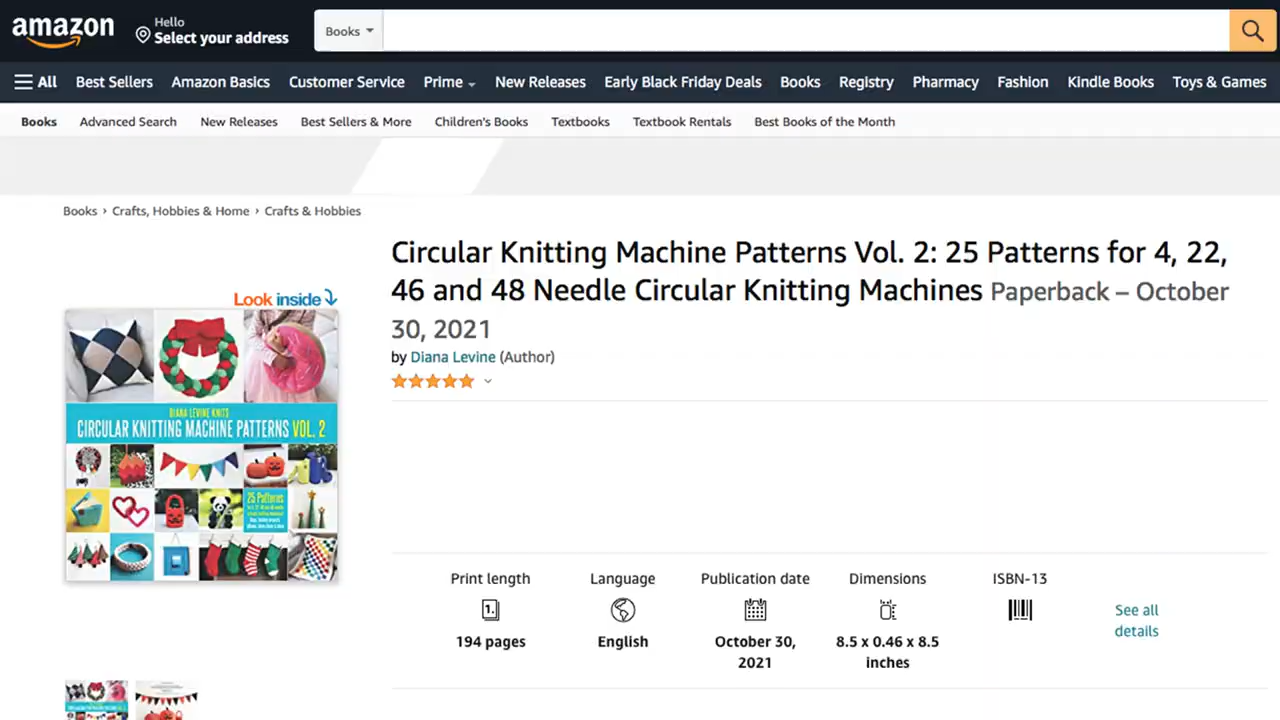 amazon
Hello
Select your address
Books
All Best Sellers Amazon Basics Customer Service Prime New Releases Early Black Friday Deals Books Registry Pharmacy Fashion Kindle Books Toys & Games
Books Advanced Search New Releases Best Sellers & More Children's Books Textbooks Textbook Rentals Best Books of the Month
Books › Crafts, Hobbies & Home › Crafts & Hobbies
Circular Knitting Machine Patterns Vol. 2: 25 Patterns for 4, 22,
46 and 48 Needle Circular Knitting Machines Paperback – October
30, 2021
by Diana Levine (Author)
Look inside
DIANA LEVINE KNITS
CIRCULAR KNITTING MACHINE PATTERNS VOL. 2
25 Patterns
Print length Language Publication date Dimensions ISBN-13
1.
194 pages English October 30, 8.5 x 0.46 x 8.5
2021 inches
See all
details